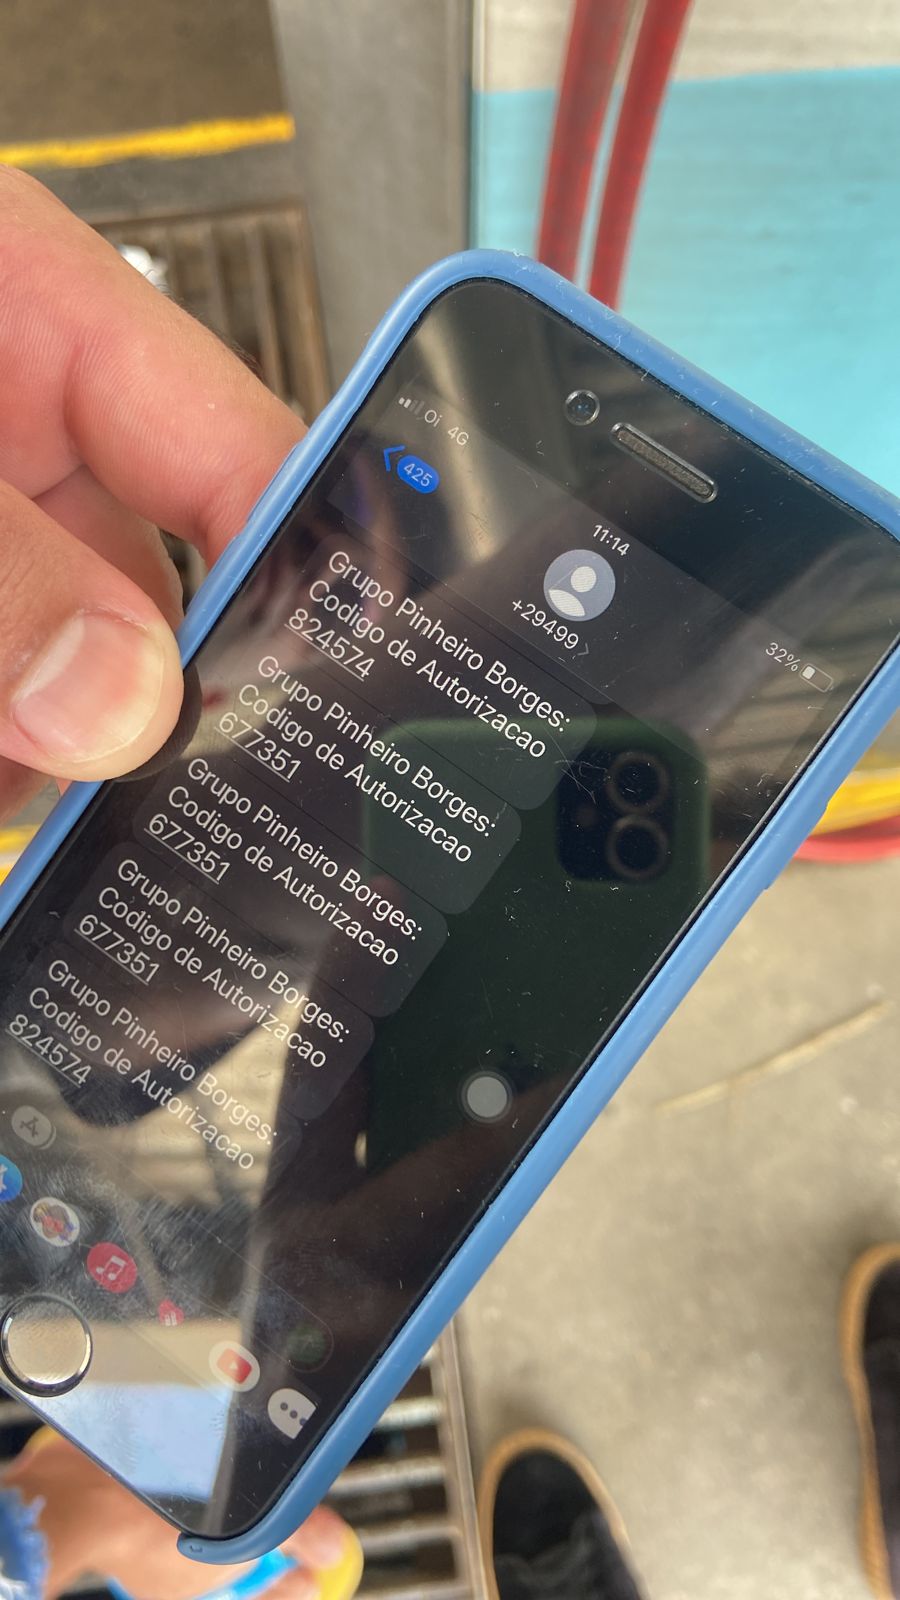 Oi 4G
425
11:14
+29499
32%
Grupo Pinheiro Borges:
Codigo de Autorizacao
824574
Grupo Pinheiro Borges:
Codigo de Autorizacao
677351
Grupo Pinheiro Borges:
Codigo de Autorizacao
677351
Grupo Pinheiro Borges:
Codigo de Autorizacao
677351
Grupo Pinheiro Borges:
Codigo de Autorizacao
824574